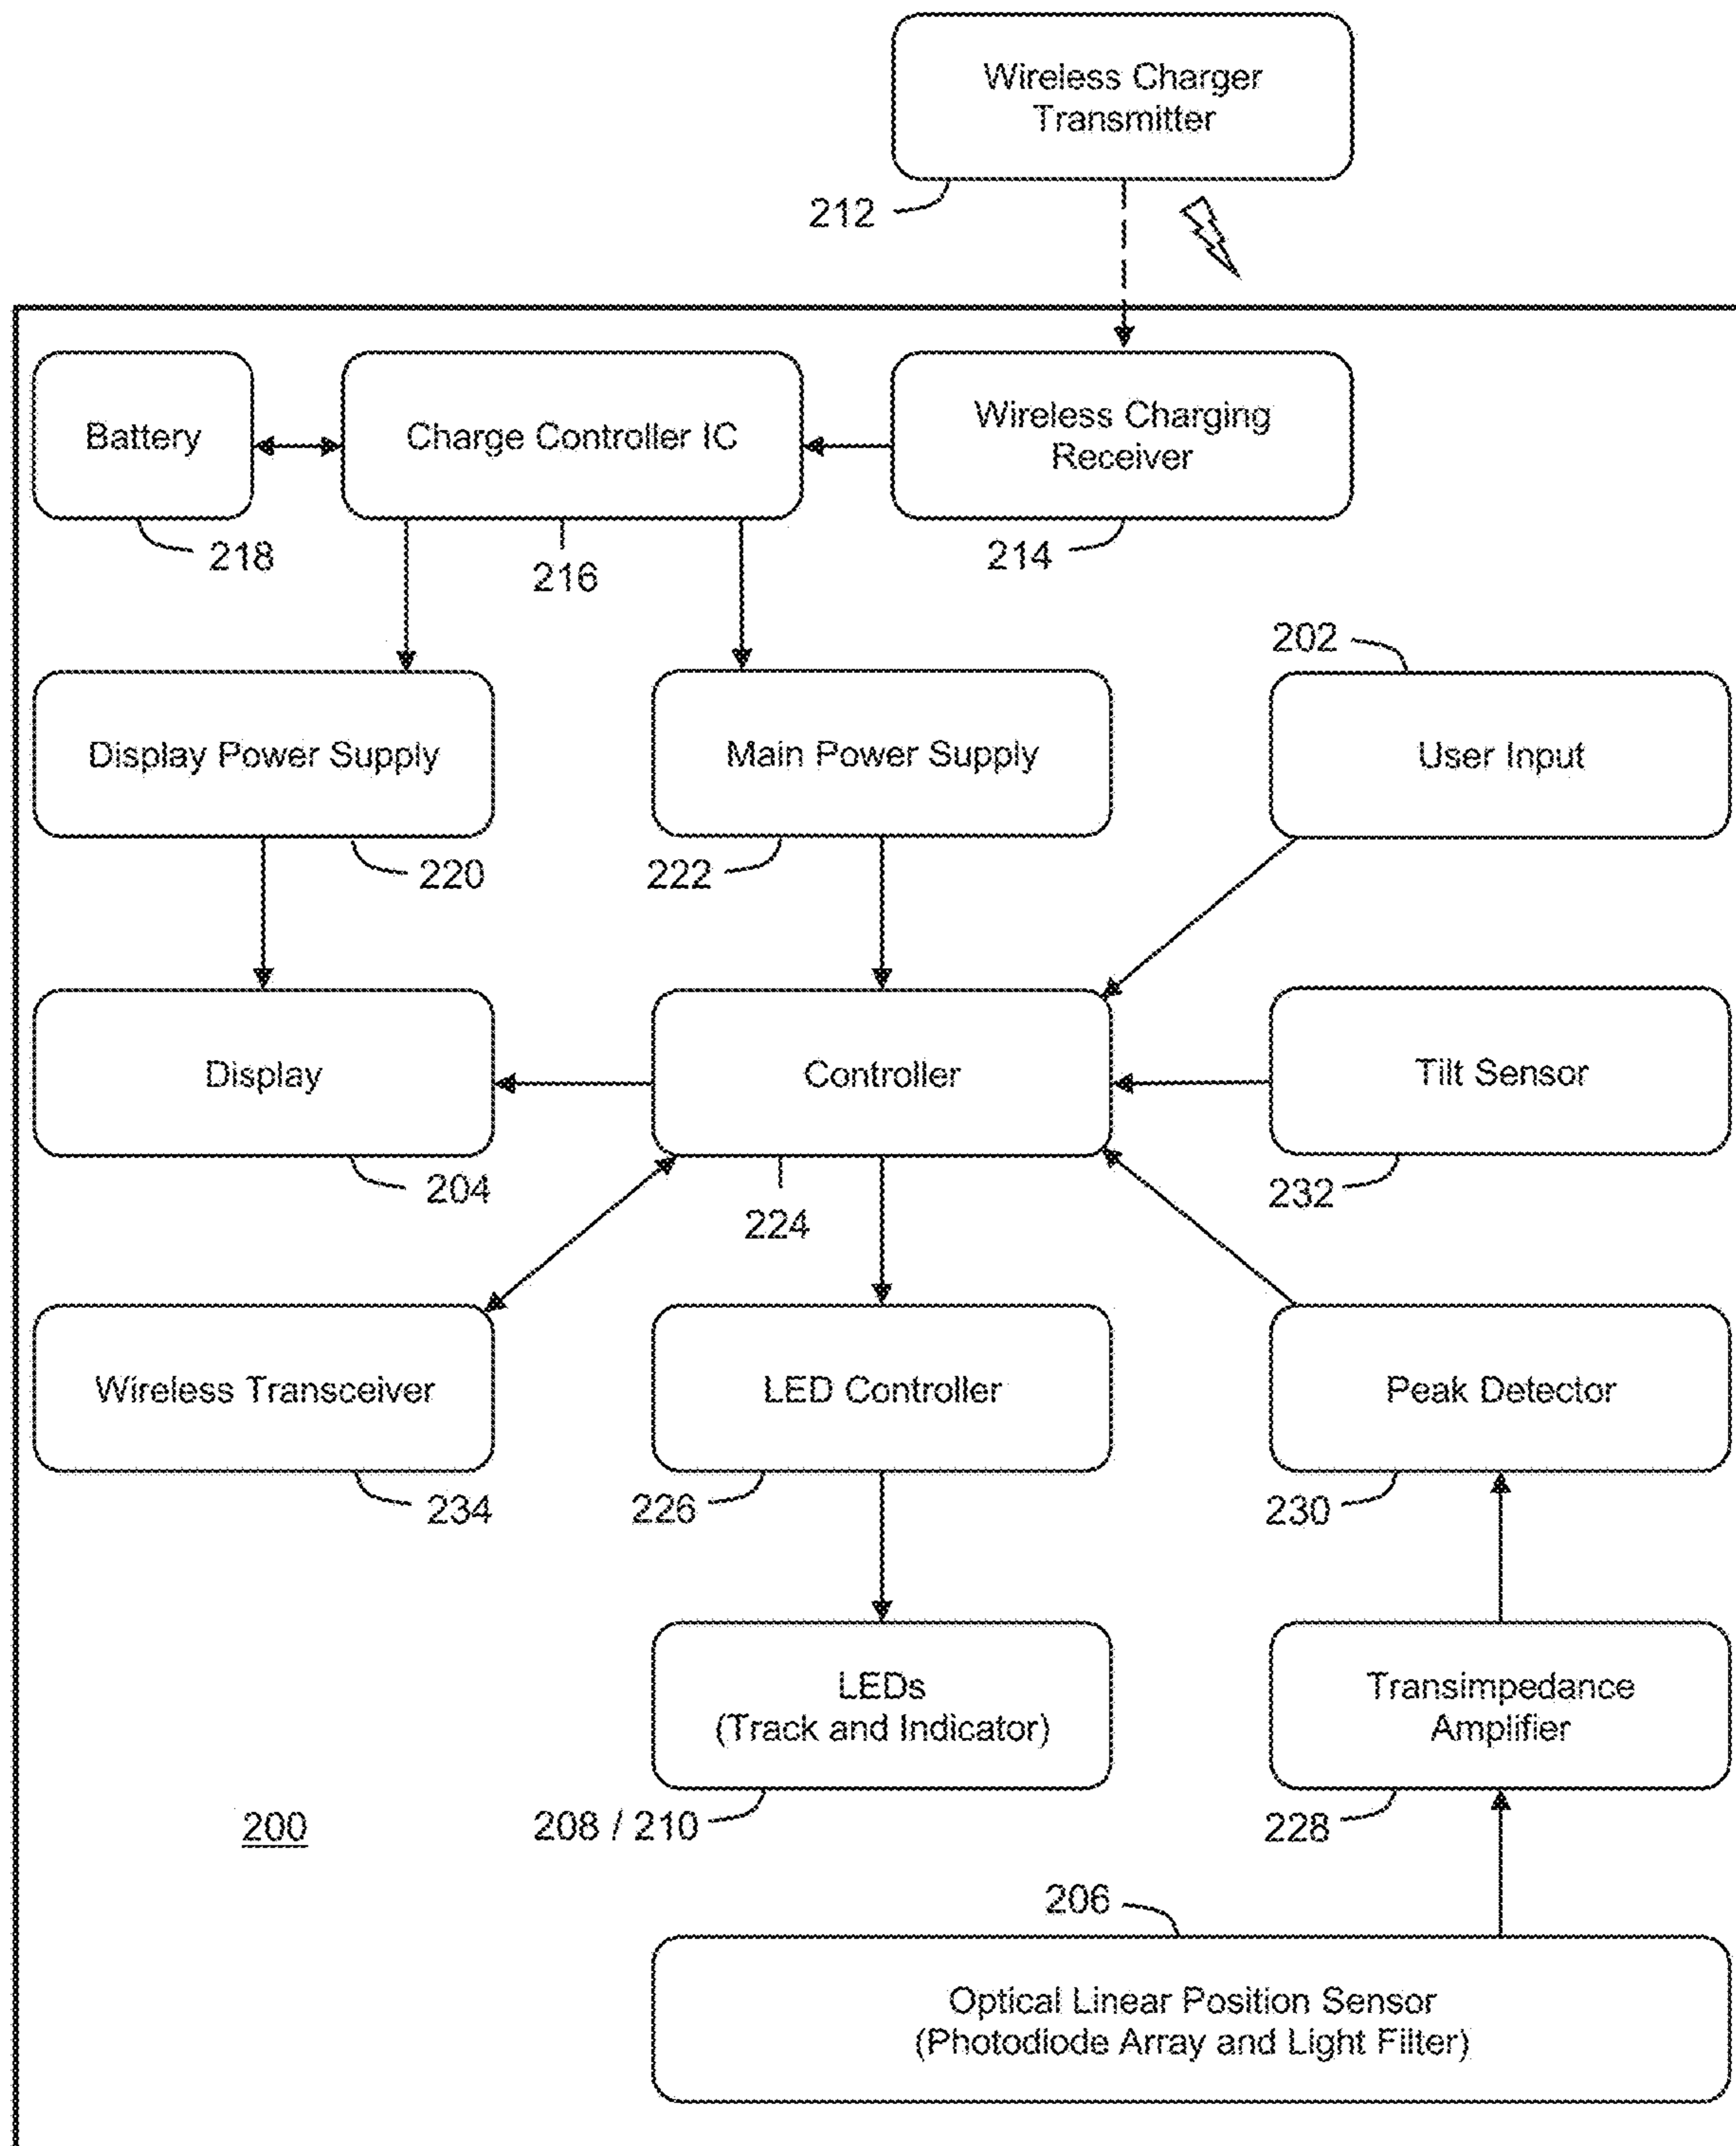 Wireless Charger
Transmitter
212
Battery
Charge Controller IC
Wireless Charging
Receiver
218
216
214
202
Display Power Supply
Main Power Supply
User Input
220
222
Display
Controller
Tilt Sensor
204
224
232
Wireless Transceiver
LED Controller
Peak Detector
234
226
230
LEDs
(Track and Indicator)
Transimpedance
Amplifier
200
208 / 210
228
206
Optical Linear Position Sensor
(Photodiode Array and Light Filter)